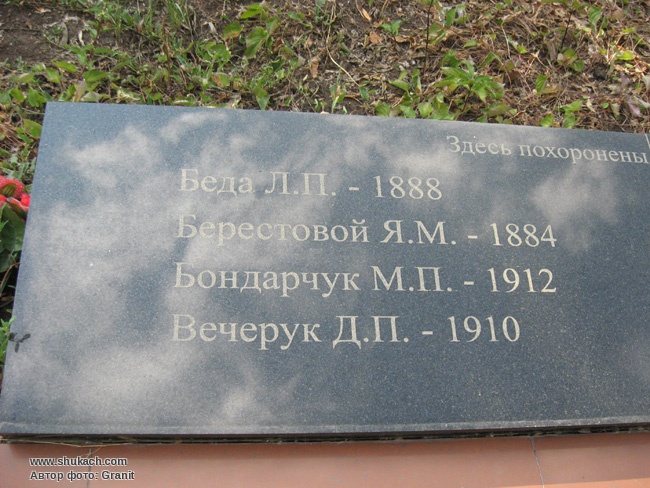 Здесь похоронены
Беда Л.П. - 1888
Берестовой Я.М. - 1884
Бондарчук М.П. - 1912
Вечерук Д.П. - 1910
www.shukach.com
Автор фото: Granit